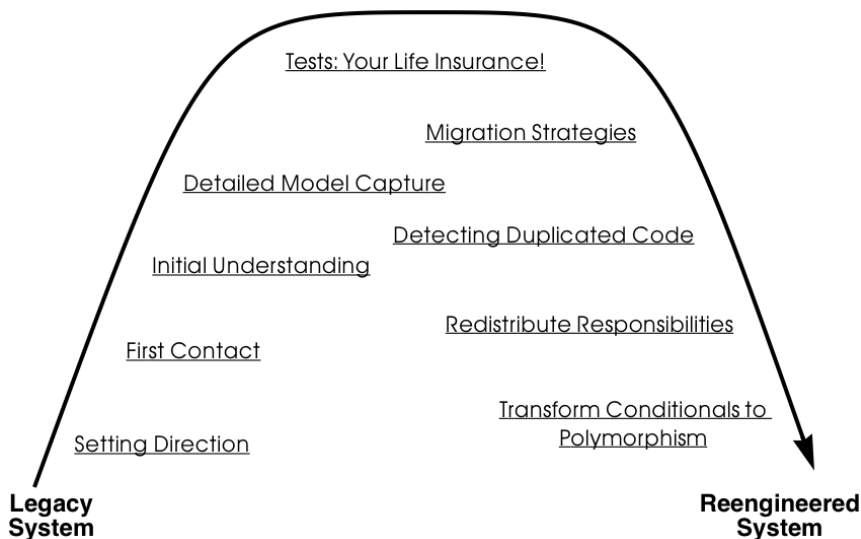 Tests: Your Life Insurance!
Migration Strategies
Detailed Model Capture
Detecting Duplicated Code
Initial Understanding
Redistribute Responsibilities
First Contact
Transform Conditionals to
Polymorphism
Setting Direction
Legacy
System
Reengineered
System